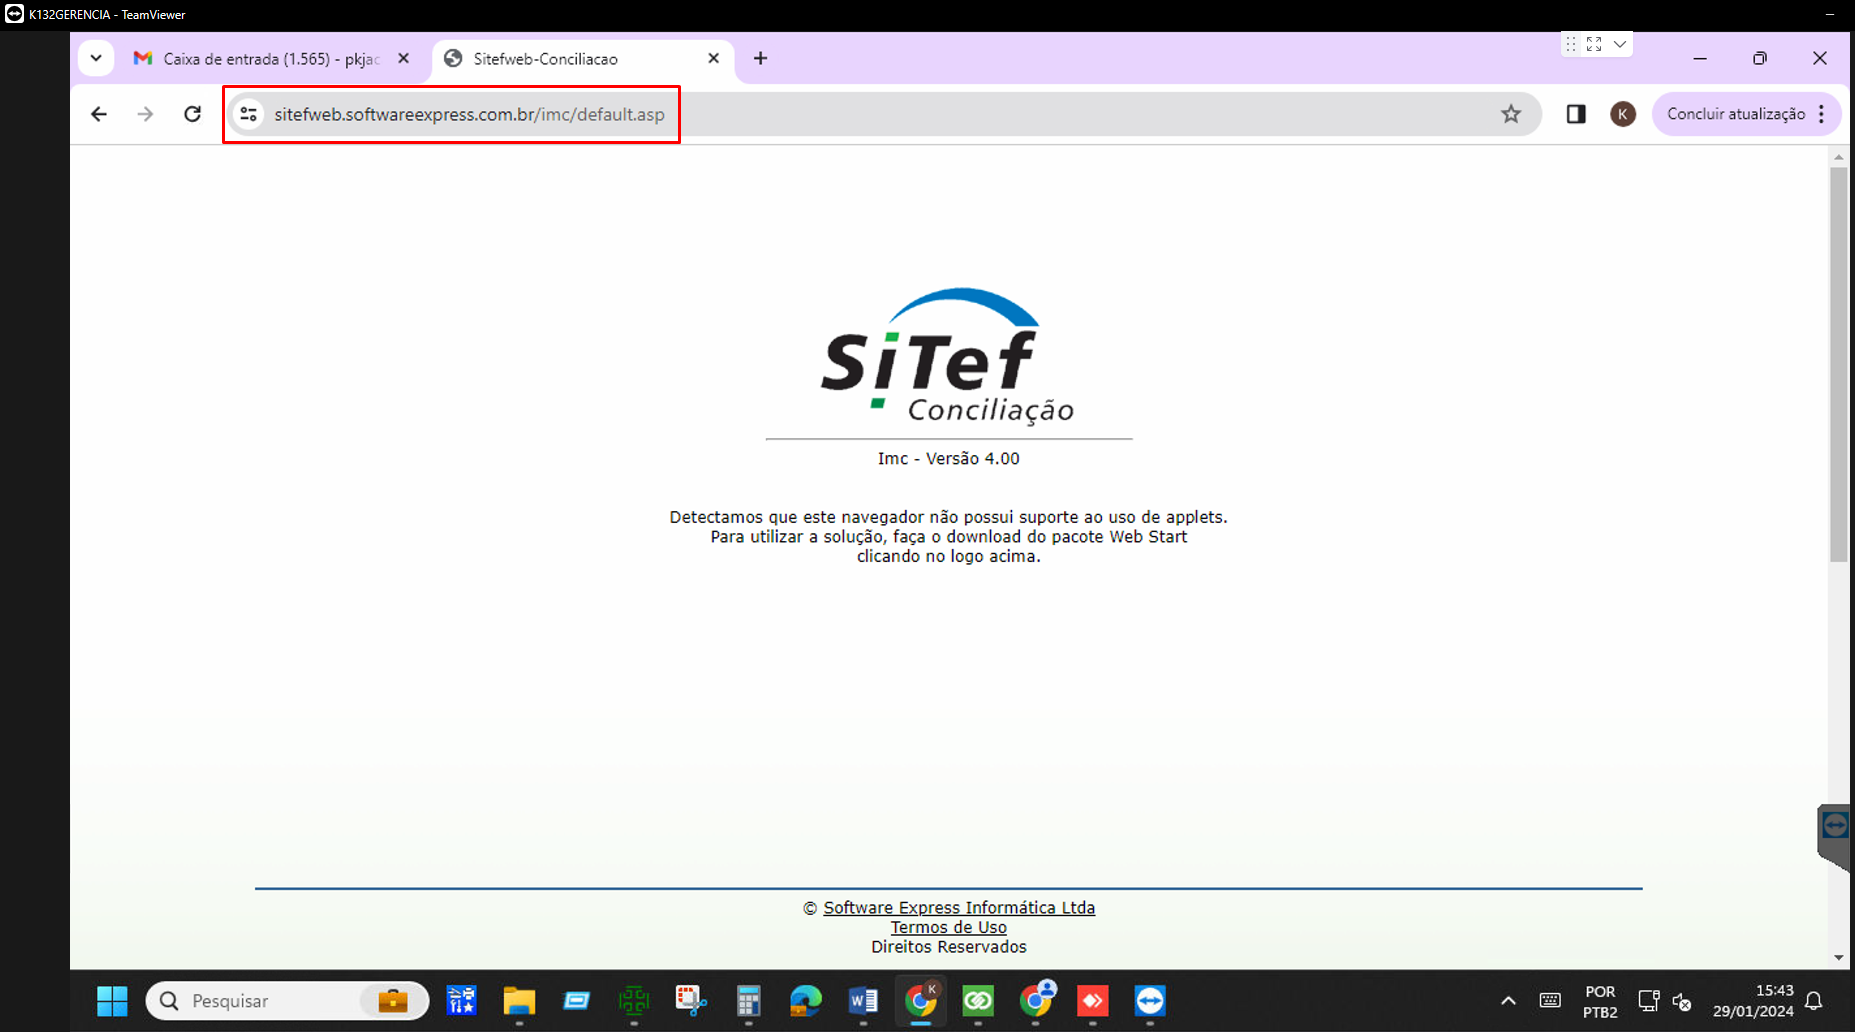 K132GERENCIA - TeamViewer
Caixa de entrada (1.565) - pkjac
Sitefweb-Conciliacao
sitefweb.softwareexpress.com.br/imc/default.asp
K
Concluir atualização
SiTef
Conciliação
Imc - Versão 4.00
Detectamos que este navegador não possui suporte ao uso de applets.
Para utilizar a solução, faça o download do pacote Web Start
clicando no logo acima.
© Software Express Informática Ltda
Termos de Uso
Direitos Reservados
Pesquisar
W
K
POR
PTB2
15:43
29/01/2024